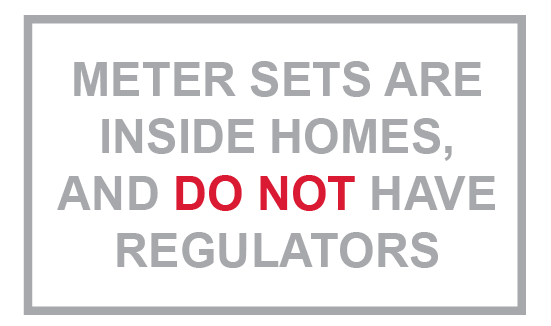 METER SETS ARE
INSIDE HOMES,
AND DO NOT HAVE
REGULATORS